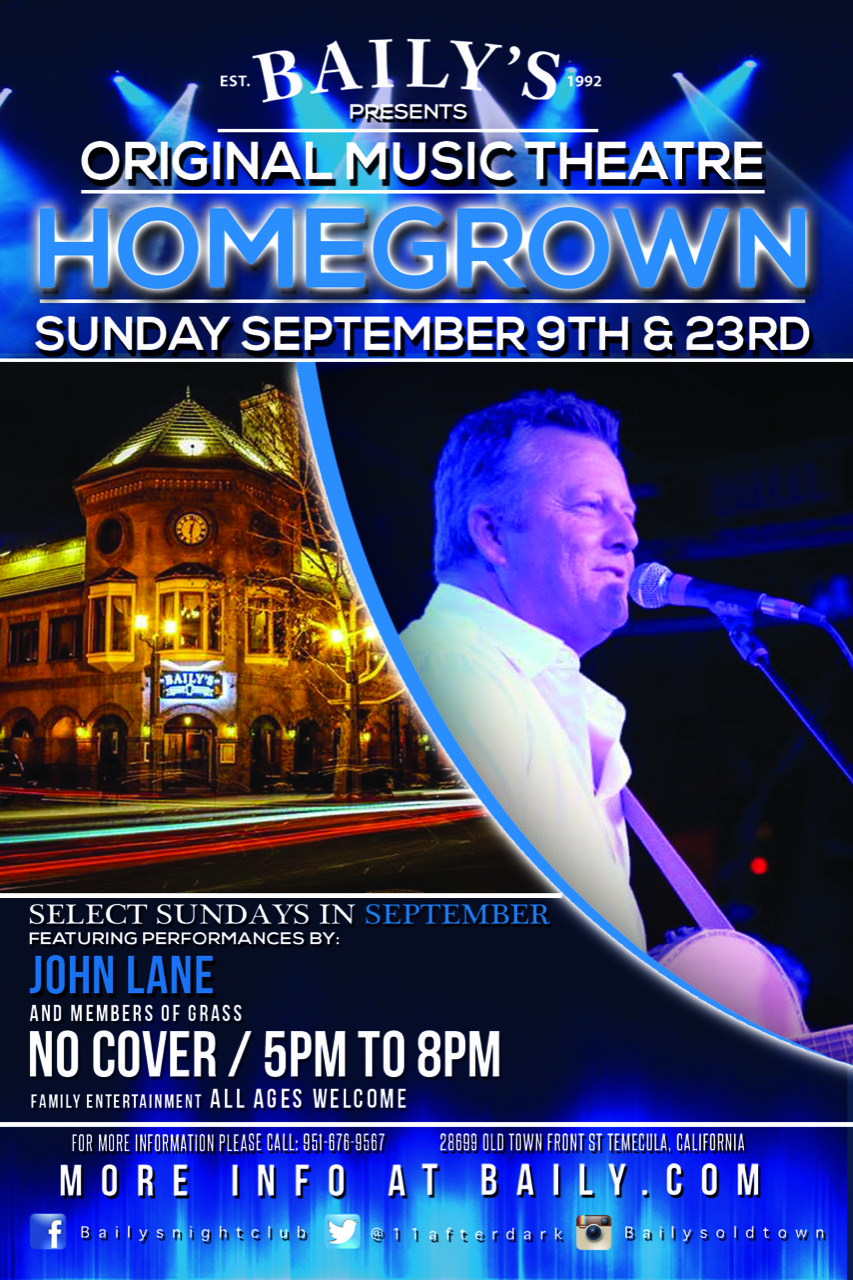 EST. BAILY'S 1992
PRESENTS
ORIGINAL MUSIC THEATRE
HOMEGROWN
SUNDAY SEPTEMBER 9TH & 23RD
BAILY'S
SELECT SUNDAYS IN SEPTEMBER
FEATURING PERFORMANCES BY:
JOHN LANE
AND MEMBERS OF GRASS
NO COVER / 5PM TO 8PM
FAMILY ENTERTAINMENT ALL AGES WELCOME
FOR MORE INFORMATION PLEASE CALL: 951-676-9567 28699 OLD TOWN FRONT ST TEMECULA, CALIFORNIA
MORE INFO AT BAILY.COM
f Bailysnightclub @11afterdark Bailysoldtown